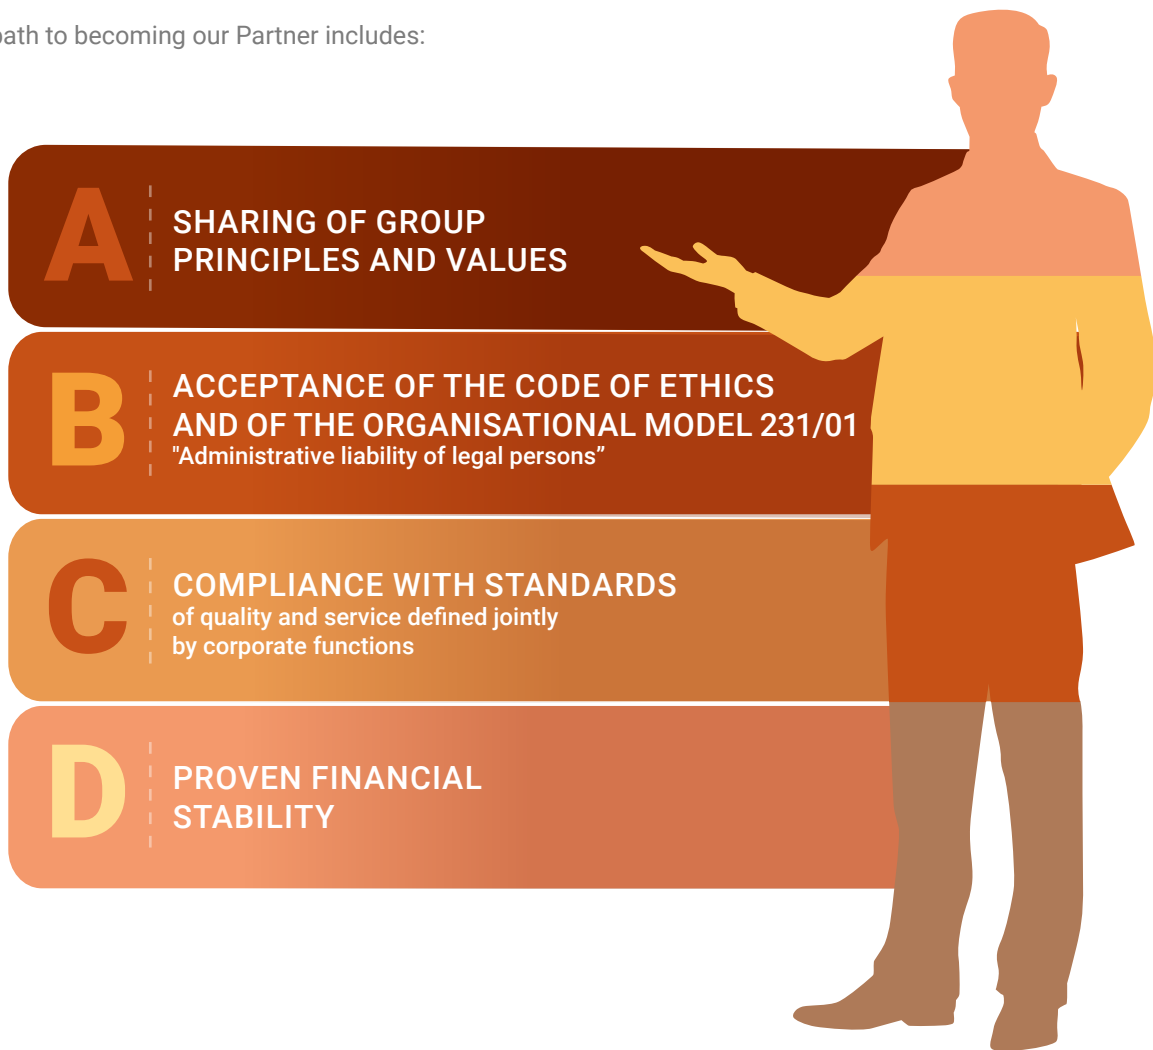 path to becoming our Partner includes:
A
SHARING OF GROUP
PRINCIPLES AND VALUES
B
ACCEPTANCE OF THE CODE OF ETHICS
AND OF THE ORGANISATIONAL MODEL 231/01
"Administrative liability of legal persons”
C
COMPLIANCE WITH STANDARDS
of quality and service defined jointly
by corporate functions
D
PROVEN FINANCIAL
STABILITY